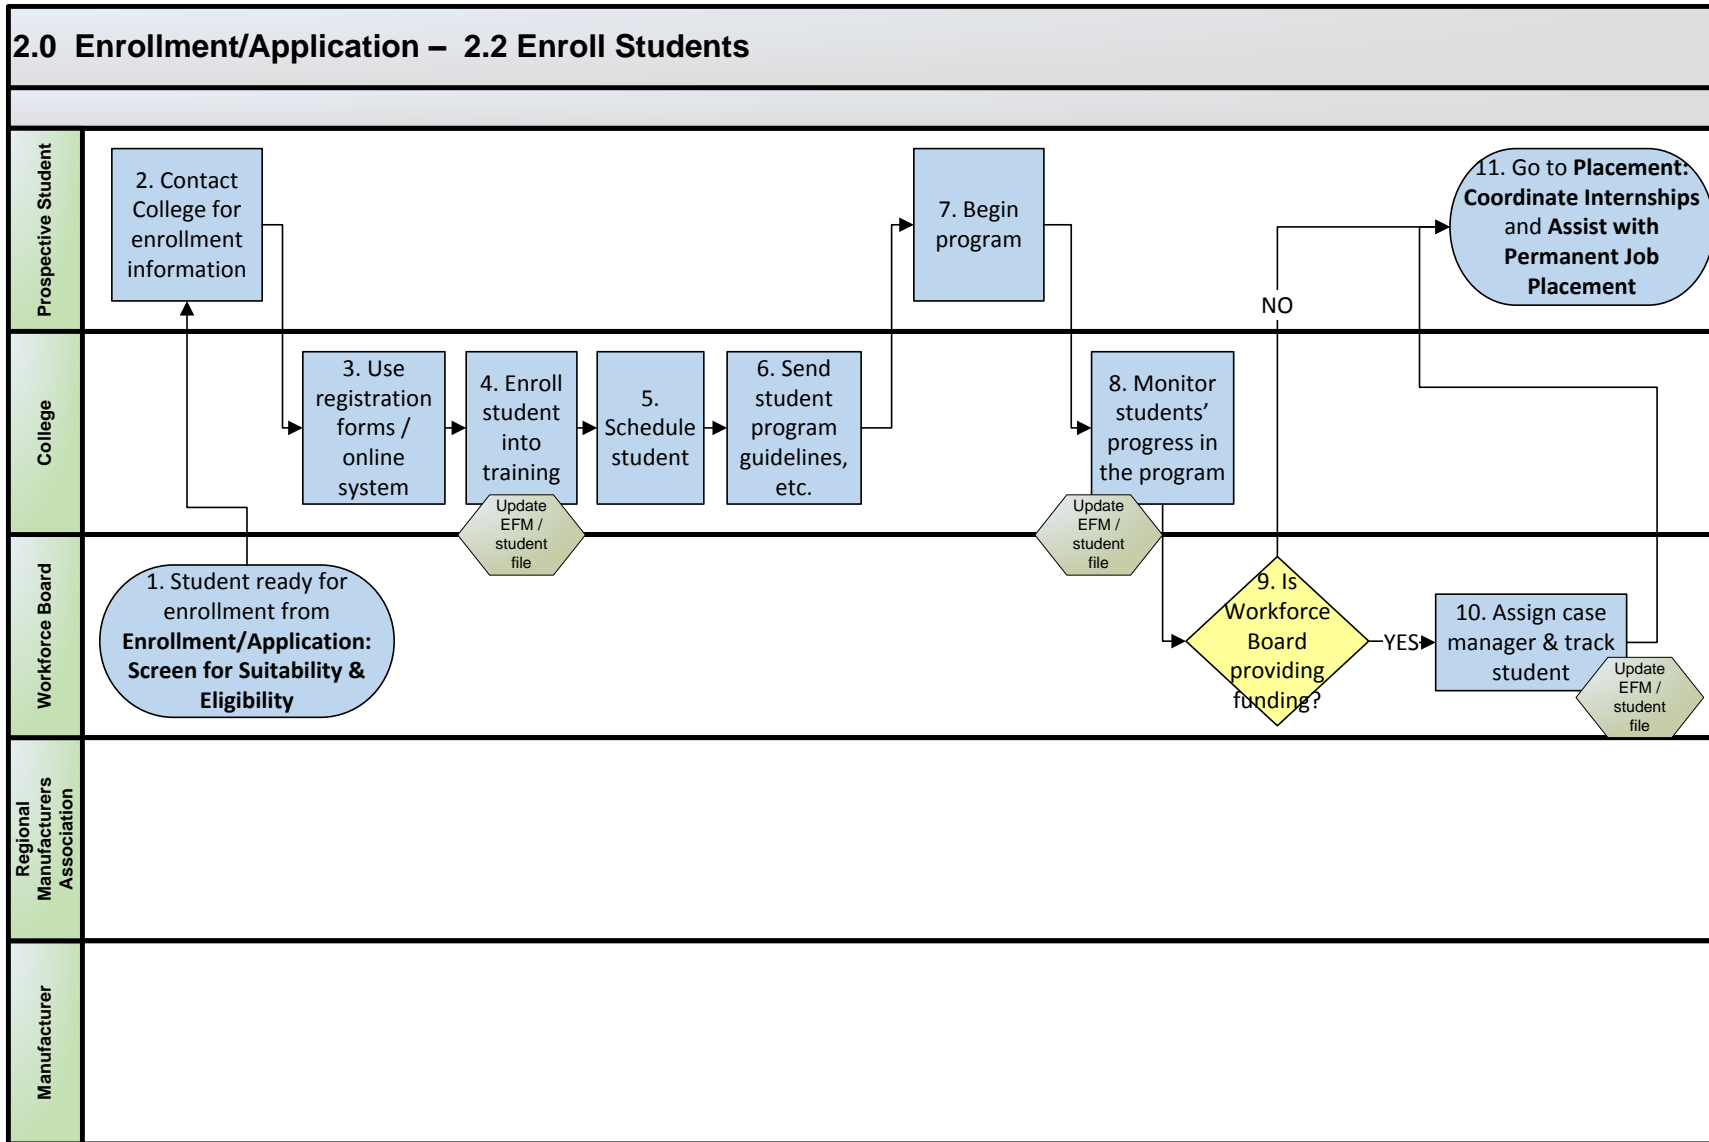 2.0 Enrollment/Application – 2.2 Enroll Students
Prospective Student
2. Contact
College for
enrollment
information
7. Begin
program
11. Go to Placement:
Coordinate Internships
and Assist with
Permanent Job
Placement
NO
College
3. Use
registration
forms /
online
system
4. Enroll
student
into
training
Update
EFM /
student
file
5.
Schedule
student
6. Send
student
program
guidelines,
etc.
8. Monitor
students’
progress in
the program
Update
EFM /
student
file
Workforce Board
1. Student ready for
enrollment from
Enrollment/Application:
Screen for Suitability &
Eligibility
9. Is
Workforce
Board
providing
funding?
YES
10. Assign case
manager & track
student
Update
EFM /
student
file
Regional
Manufacturers
Association
Manufacturer